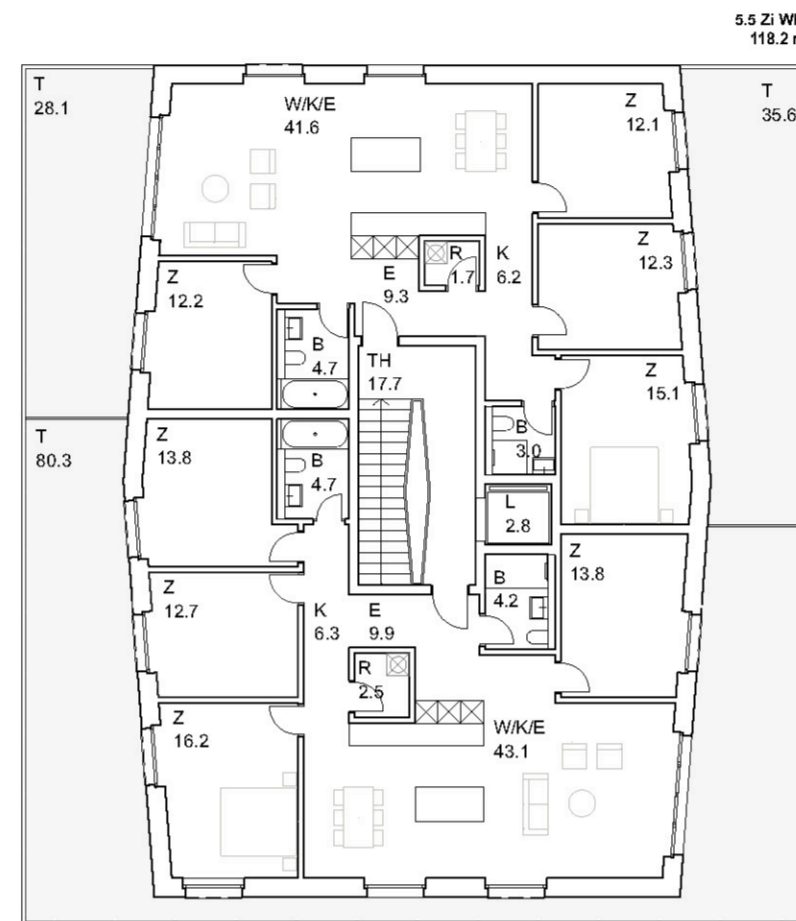 5.5 Zi W
118.2
T
28.1
W/K/E
41.6
Z
12.1
T
35.6
Z
12.3
R
1.7
K
6.2
E
9.3
Z
12.2
B
4.7
TH
17.7
Z
15.1
B
3.0
T
80.3
Z
13.8
B
4.7
L
2.8
Z
13.8
B
4.2
Z
12.7
K
6.3
E
9.9
R
2.5
Z
16.2
W/K/E
43.1